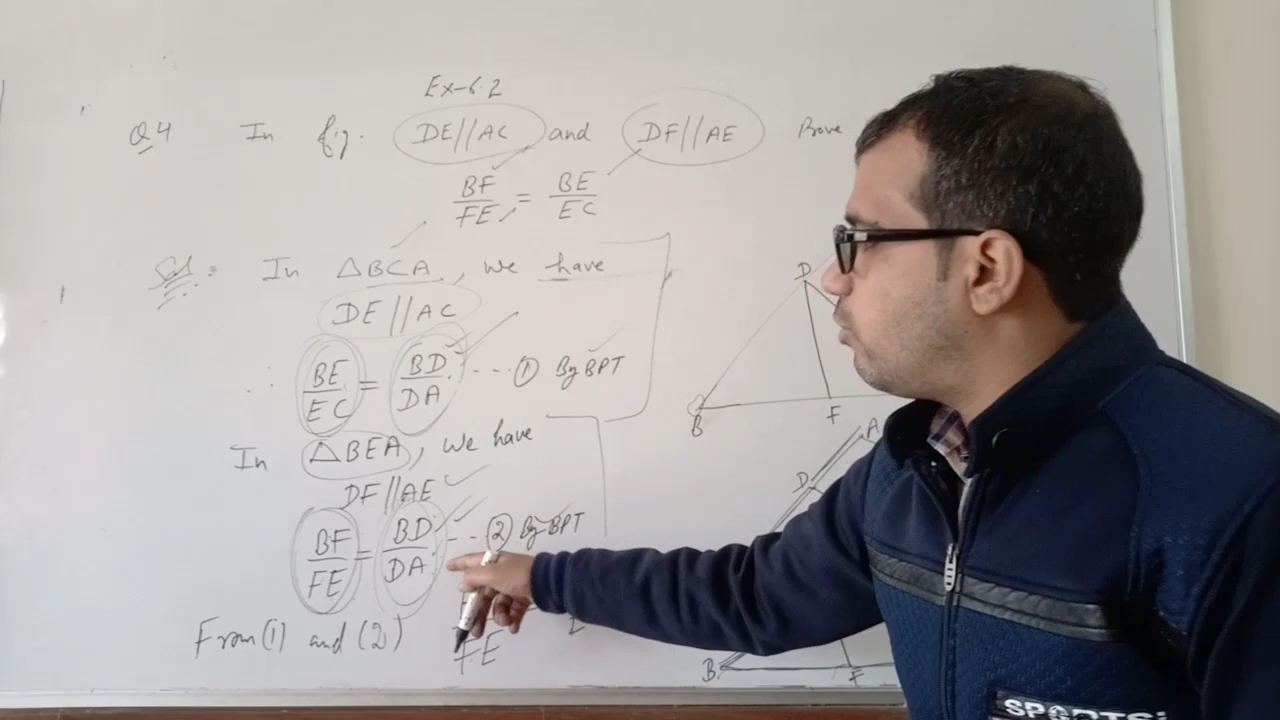 Ex-6.2
Q4 In fig. DE//AC and DF//AE Prove
BF/FE = BE/EC
Sol: In △BCA, we have
DE//AC
∴ BE/EC = BD/DA ---① By BPT
In △BEA, we have
DF//AE
BF/FE = BD/DA --- ② By BPT
From (1) and (2)
FE
D
B
F
A
D
B
F
SPORTS